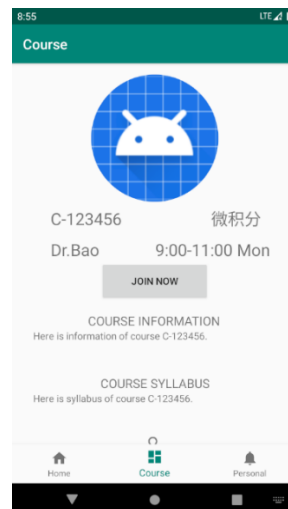 8:55 LTE
Course
C-123456 微积分
Dr.Bao 9:00-11:00 Mon
JOIN NOW
COURSE INFORMATION
Here is information of course C-123456.
COURSE SYLLABUS
Here is syllabus of course C-123456.
Home Course Personal